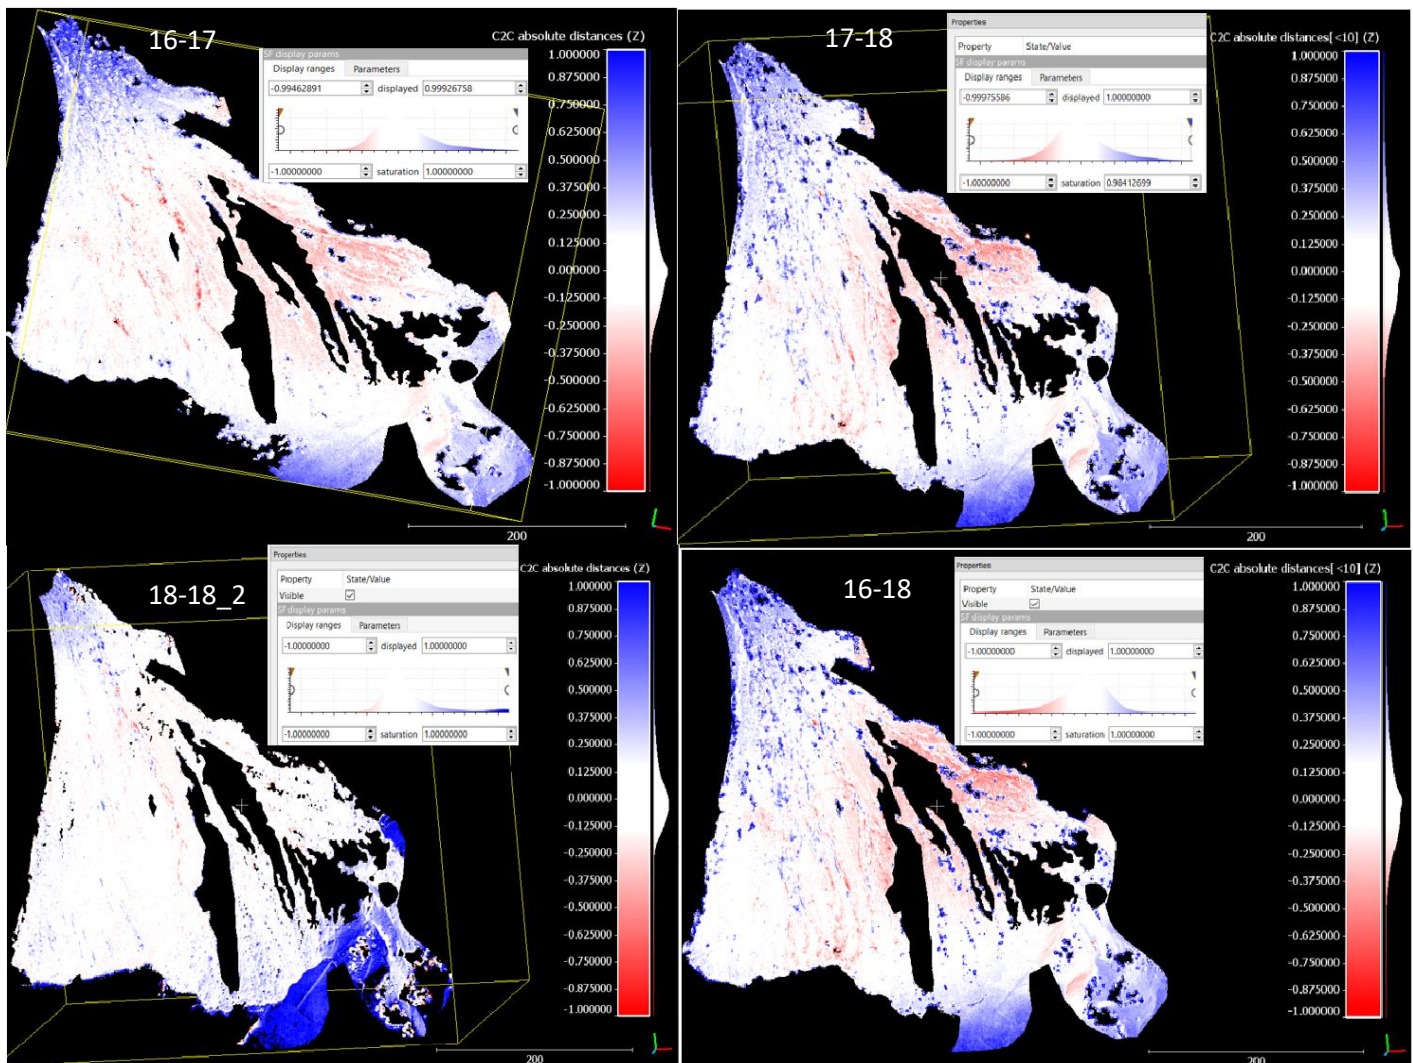 16-17
SF display params
Display ranges Parameters
-0.99462891 displayed 0.99926758
-1.00000000 saturation 1.00000000
C2C absolute distances (Z)
1.000000
0.875000
0.750000
0.625000
0.500000
0.375000
0.250000
0.125000
0.000000
-0.125000
-0.250000
-0.375000
-0.500000
-0.625000
-0.750000
-0.875000
-1.000000
200
17-18
Properties
Property State/Value
SF display params
Display ranges Parameters
-0.99975586 displayed 1.00000000
-1.00000000 saturation 0.98412699
C2C absolute distances[ <10] (Z)
1.000000
0.875000
0.750000
0.625000
0.500000
0.375000
0.250000
0.125000
0.000000
-0.125000
-0.250000
-0.375000
-0.500000
-0.625000
-0.750000
-0.875000
-1.000000
200
18-18_2
Properties
Property State/Value
Visible
SF display params
Display ranges Parameters
-1.00000000 displayed 1.00000000
-1.00000000 saturation 1.00000000
C2C absolute distances (Z)
1.000000
0.875000
0.750000
0.625000
0.500000
0.375000
0.250000
0.125000
0.000000
-0.125000
-0.250000
-0.375000
-0.500000
-0.625000
-0.750000
-0.875000
-1.000000
200
16-18
Properties
Property State/Value
Visible
SF display params
Display ranges Parameters
-1.00000000 displayed 1.00000000
-1.00000000 saturation 1.00000000
C2C absolute distances[ <10] (Z)
1.000000
0.875000
0.750000
0.625000
0.500000
0.375000
0.250000
0.125000
0.000000
-0.125000
-0.250000
-0.375000
-0.500000
-0.625000
-0.750000
-0.875000
-1.000000
200